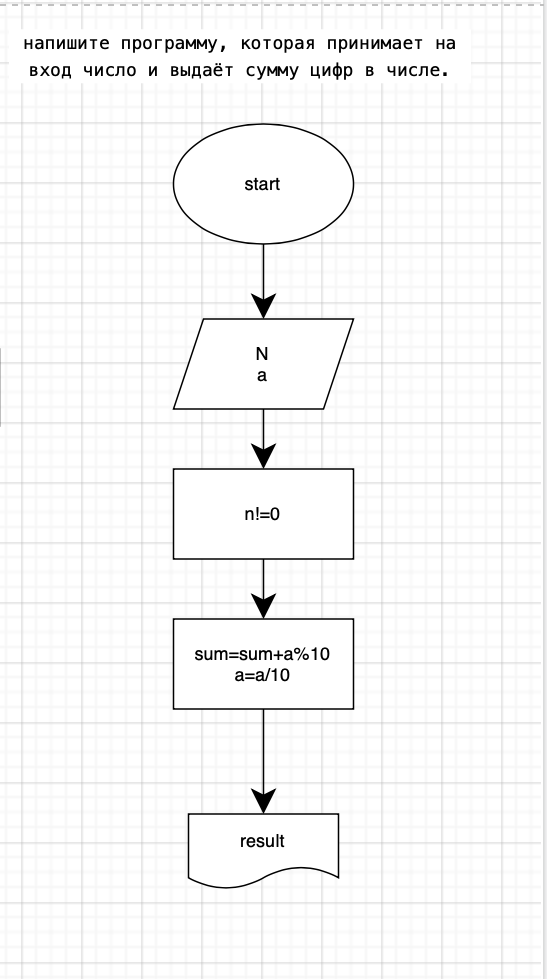 напишите программу, которая принимает на
вход число и выдаёт сумму цифр в числе.
start
N
a
n!=0
sum=sum+a%10
a=a/10
result